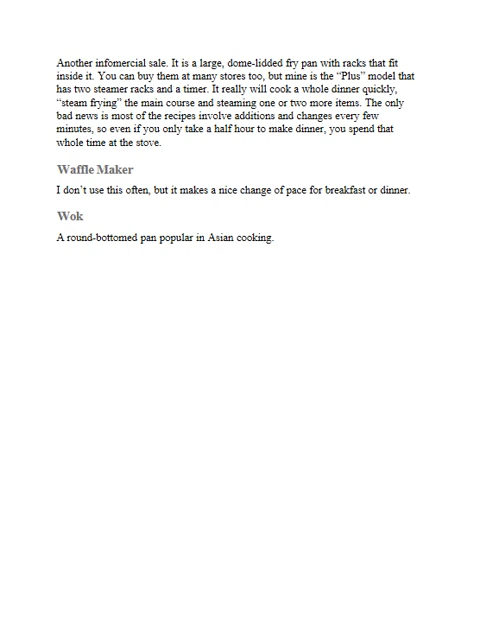 Another infomercial sale. It is a large, dome-lidded fry pan with racks that fit
inside it. You can buy them at many stores too, but mine is the “Plus” model that
has two steamer racks and a timer. It really will cook a whole dinner quickly,
“steam frying” the main course and steaming one or two more items. The only
bad news is most of the recipes involve additions and changes every few
minutes, so even if you only take a half hour to make dinner, you spend that
whole time at the stove.
Waffle Maker
I don’t use this often, but it makes a nice change of pace for breakfast or dinner.
Wok
A round-bottomed pan popular in Asian cooking.